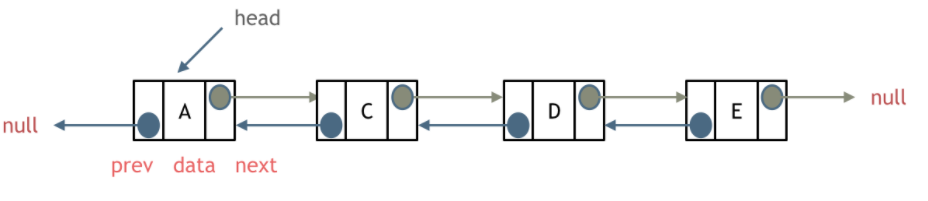 head
A C D E
null
null
prev data next